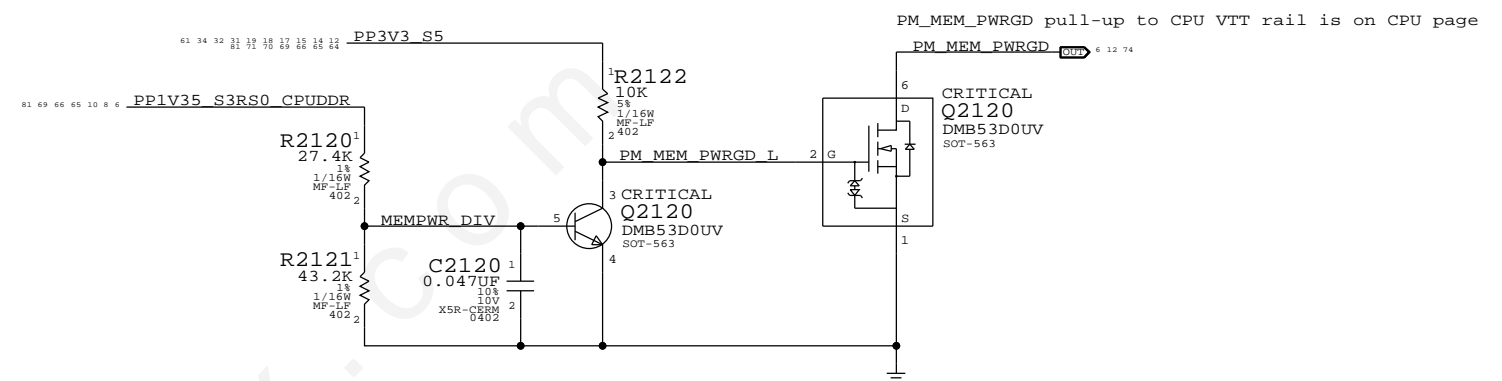 PM_MEM_PWRGD pull-up to CPU VTT rail is on CPU page
61 34 32 31 19 18 17 15 14 12
81 71 70 69 66 65 64
PP3V3_S5
PM_MEM_PWRGD
OUT
6 12 74
81 69 66 65 10 8 6
PP1V35_S3RS0_CPUDDR
1
R2122
10K
5%
1/16W
MF-LF
402
2
6
CRITICAL
Q2120
DMB53D0UV
SOT-563
D
R2120
1
27.4K
1%
1/16W
MF-LF
402
2
PM_MEM_PWRGD_L
2
G
3
CRITICAL
Q2120
DMB53D0UV
SOT-563
MEMPWR_DIV
5
4
S
1
R2121
1
43.2K
1%
1/16W
MF-LF
402
2
C2120
1
0.047UF
10%
10V
X5R-CERM
0402
2
.com